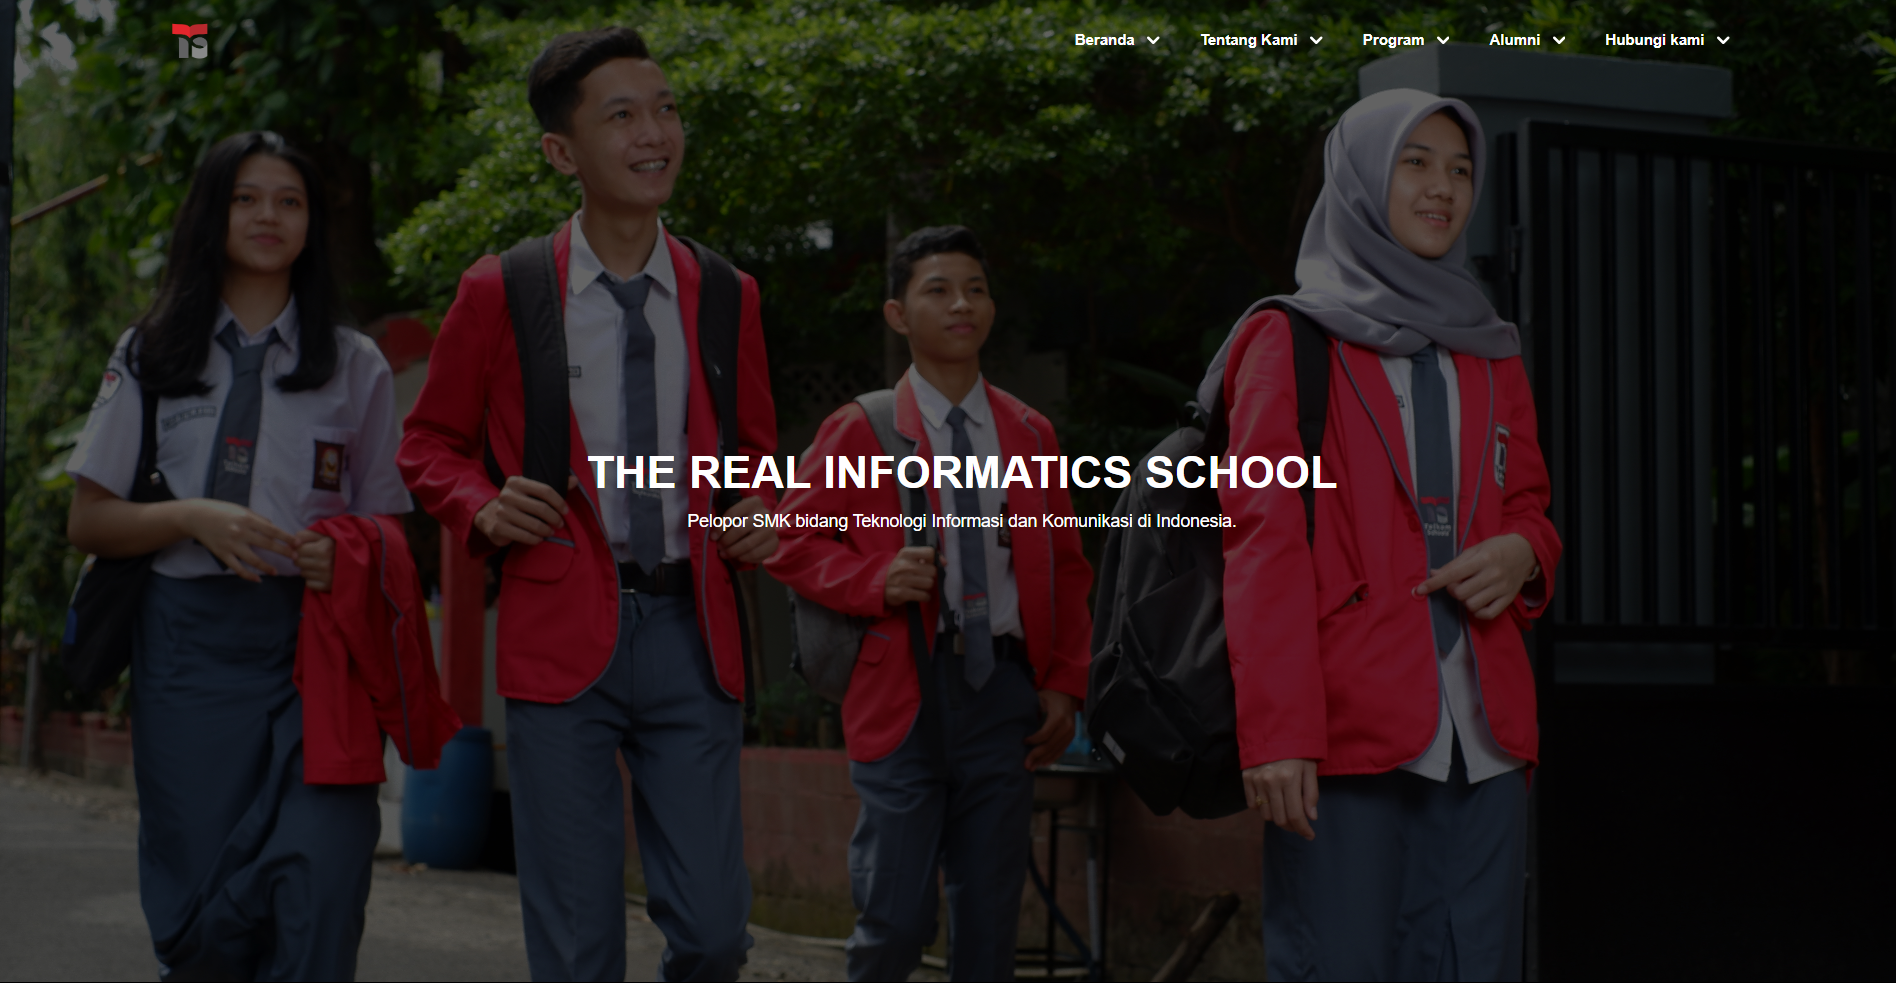 Beranda
Tentang Kami
Program
Alumni
Hubungi kami
THE REAL INFORMATICS SCHOOL
Pelopor SMK bidang Teknologi Informasi dan Komunikasi di Indonesia.